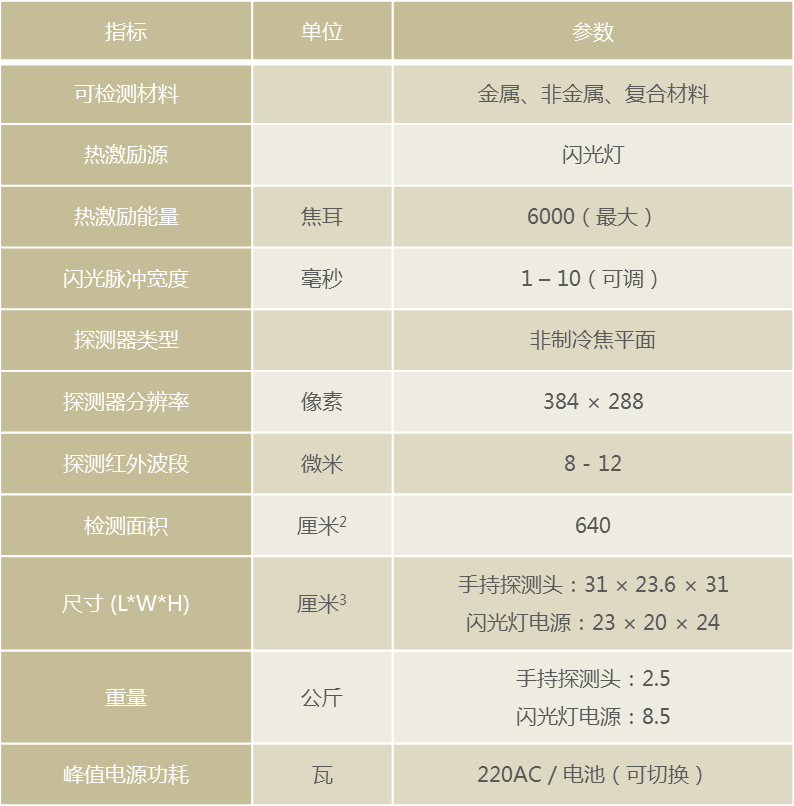 指标 单位 参数
可检测材料 金属、非金属、复合材料
热激励源 闪光灯
热激励能量 焦耳 6000（最大）
闪光脉冲宽度 毫秒 1 – 10（可调）
探测器类型 非制冷焦平面
探测器分辨率 像素 384 × 288
探测红外波段 微米 8 - 12
检测面积 厘米² 640
尺寸 (L*W*H) 厘米³ 手持探测头：31 × 23.6 × 31
闪光灯电源：23 × 20 × 24
重量 公斤 手持探测头：2.5
闪光灯电源：8.5
峰值电源功耗 瓦 220AC / 电池（可切换）